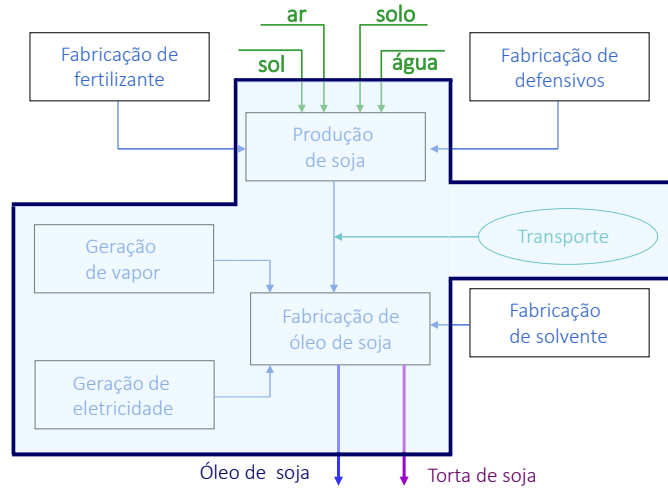 ar
solo
sol
água
Fabricação de
fertilizante
Fabricação de
defensivos
Produção
de soja
Transporte
Geração
de vapor
Fabricação de
óleo de soja
Fabricação
de solvente
Geração de
eletricidade
Óleo de soja
Torta de soja